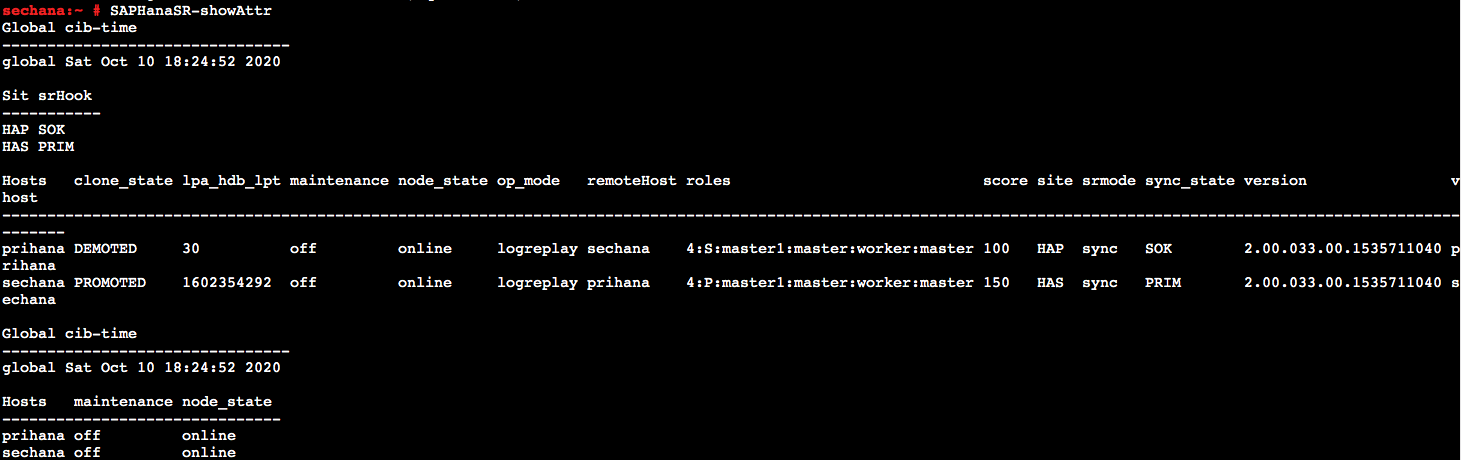 sechana:~ # SAPHanaSR-showAttr
Global cib-time
--------------------------------
global Sat Oct 10 18:24:52 2020
Sit srHook
-----------
HAP SOK
HAS PRIM
Hosts   clone_state lpa_hdb_lpt maintenance node_state op_mode   remoteHost roles                            score site srmode sync_state version                v
host
------------------------------------------------------------------------------------------------------------------------------------------------------------------
-------
prihana DEMOTED     30          off         online     logreplay sechana    4:S:master1:master:worker:master 100   HAP  sync   SOK        2.00.033.00.1535711040 p
rihana
sechana PROMOTED    1602354292  off         online     logreplay prihana    4:P:master1:master:worker:master 150   HAS  sync   PRIM       2.00.033.00.1535711040 s
echana
Global cib-time
--------------------------------
global Sat Oct 10 18:24:52 2020
Hosts   maintenance node_state
-------------------------------
prihana off         online
sechana off         online